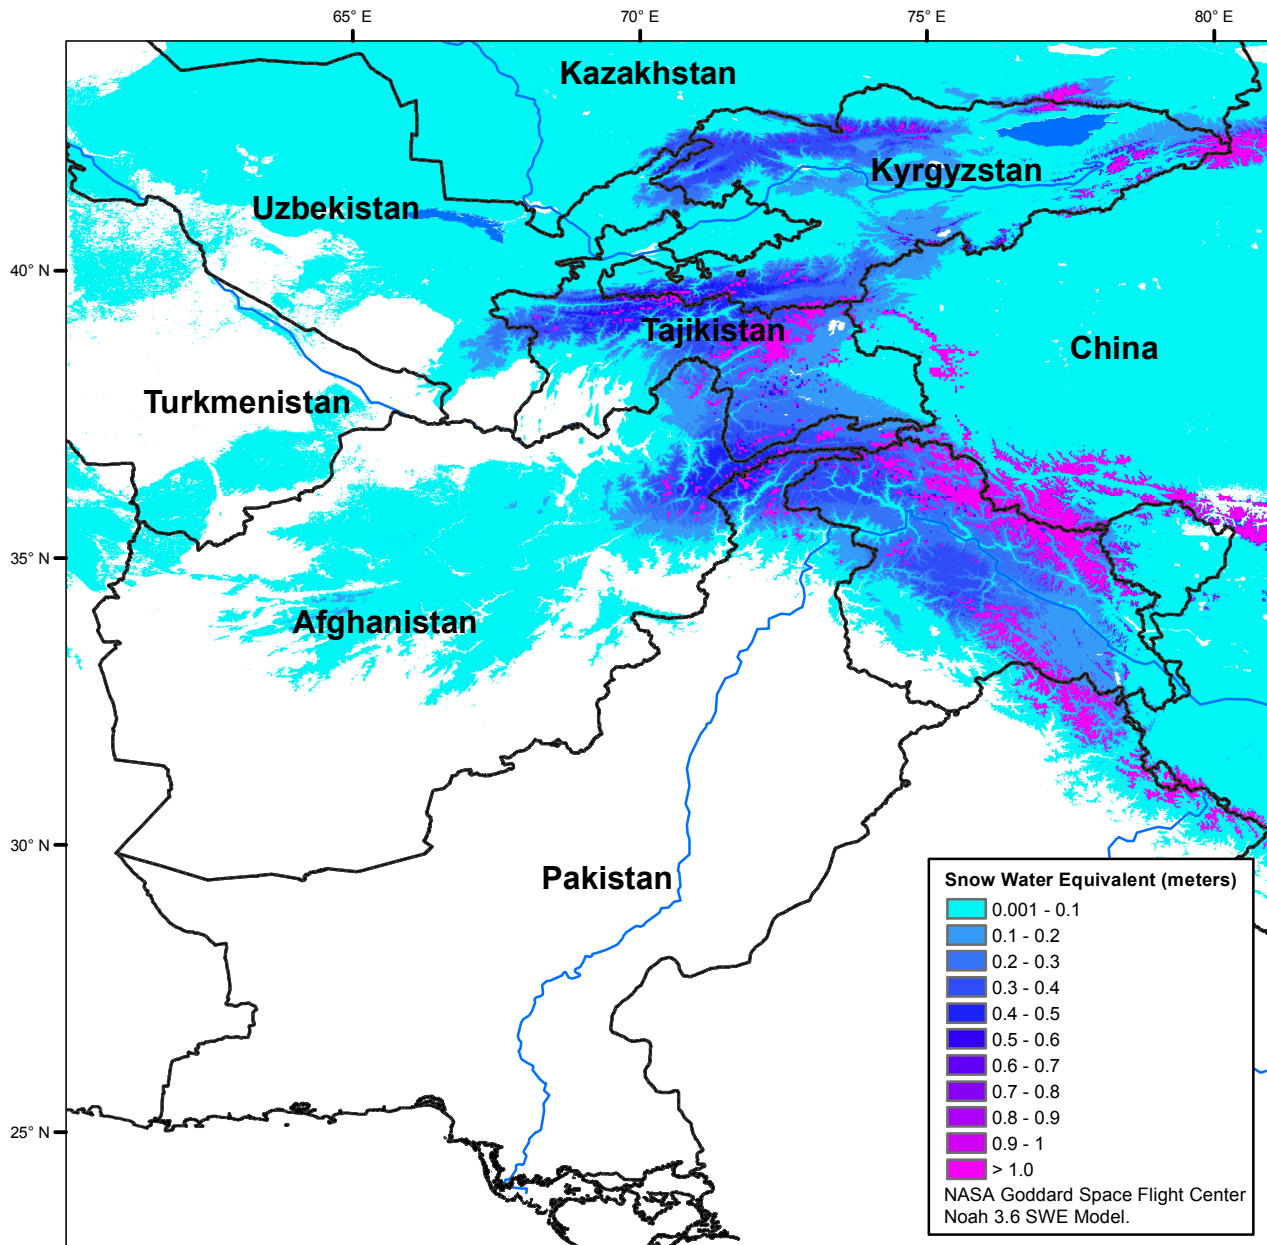 65° E
70° E
75° E
80° E
Kazakhstan
Kyrgyzstan
Uzbekistan
40° N
Tajikistan
China
Turkmenistan
35° N
Afghanistan
30° N
Pakistan
Snow Water Equivalent (meters)
0.001 - 0.1
0.1 - 0.2
0.2 - 0.3
0.3 - 0.4
0.4 - 0.5
0.5 - 0.6
0.6 - 0.7
0.7 - 0.8
0.8 - 0.9
0.9 - 1
> 1.0
25° N
NASA Goddard Space Flight Center
Noah 3.6 SWE Model.